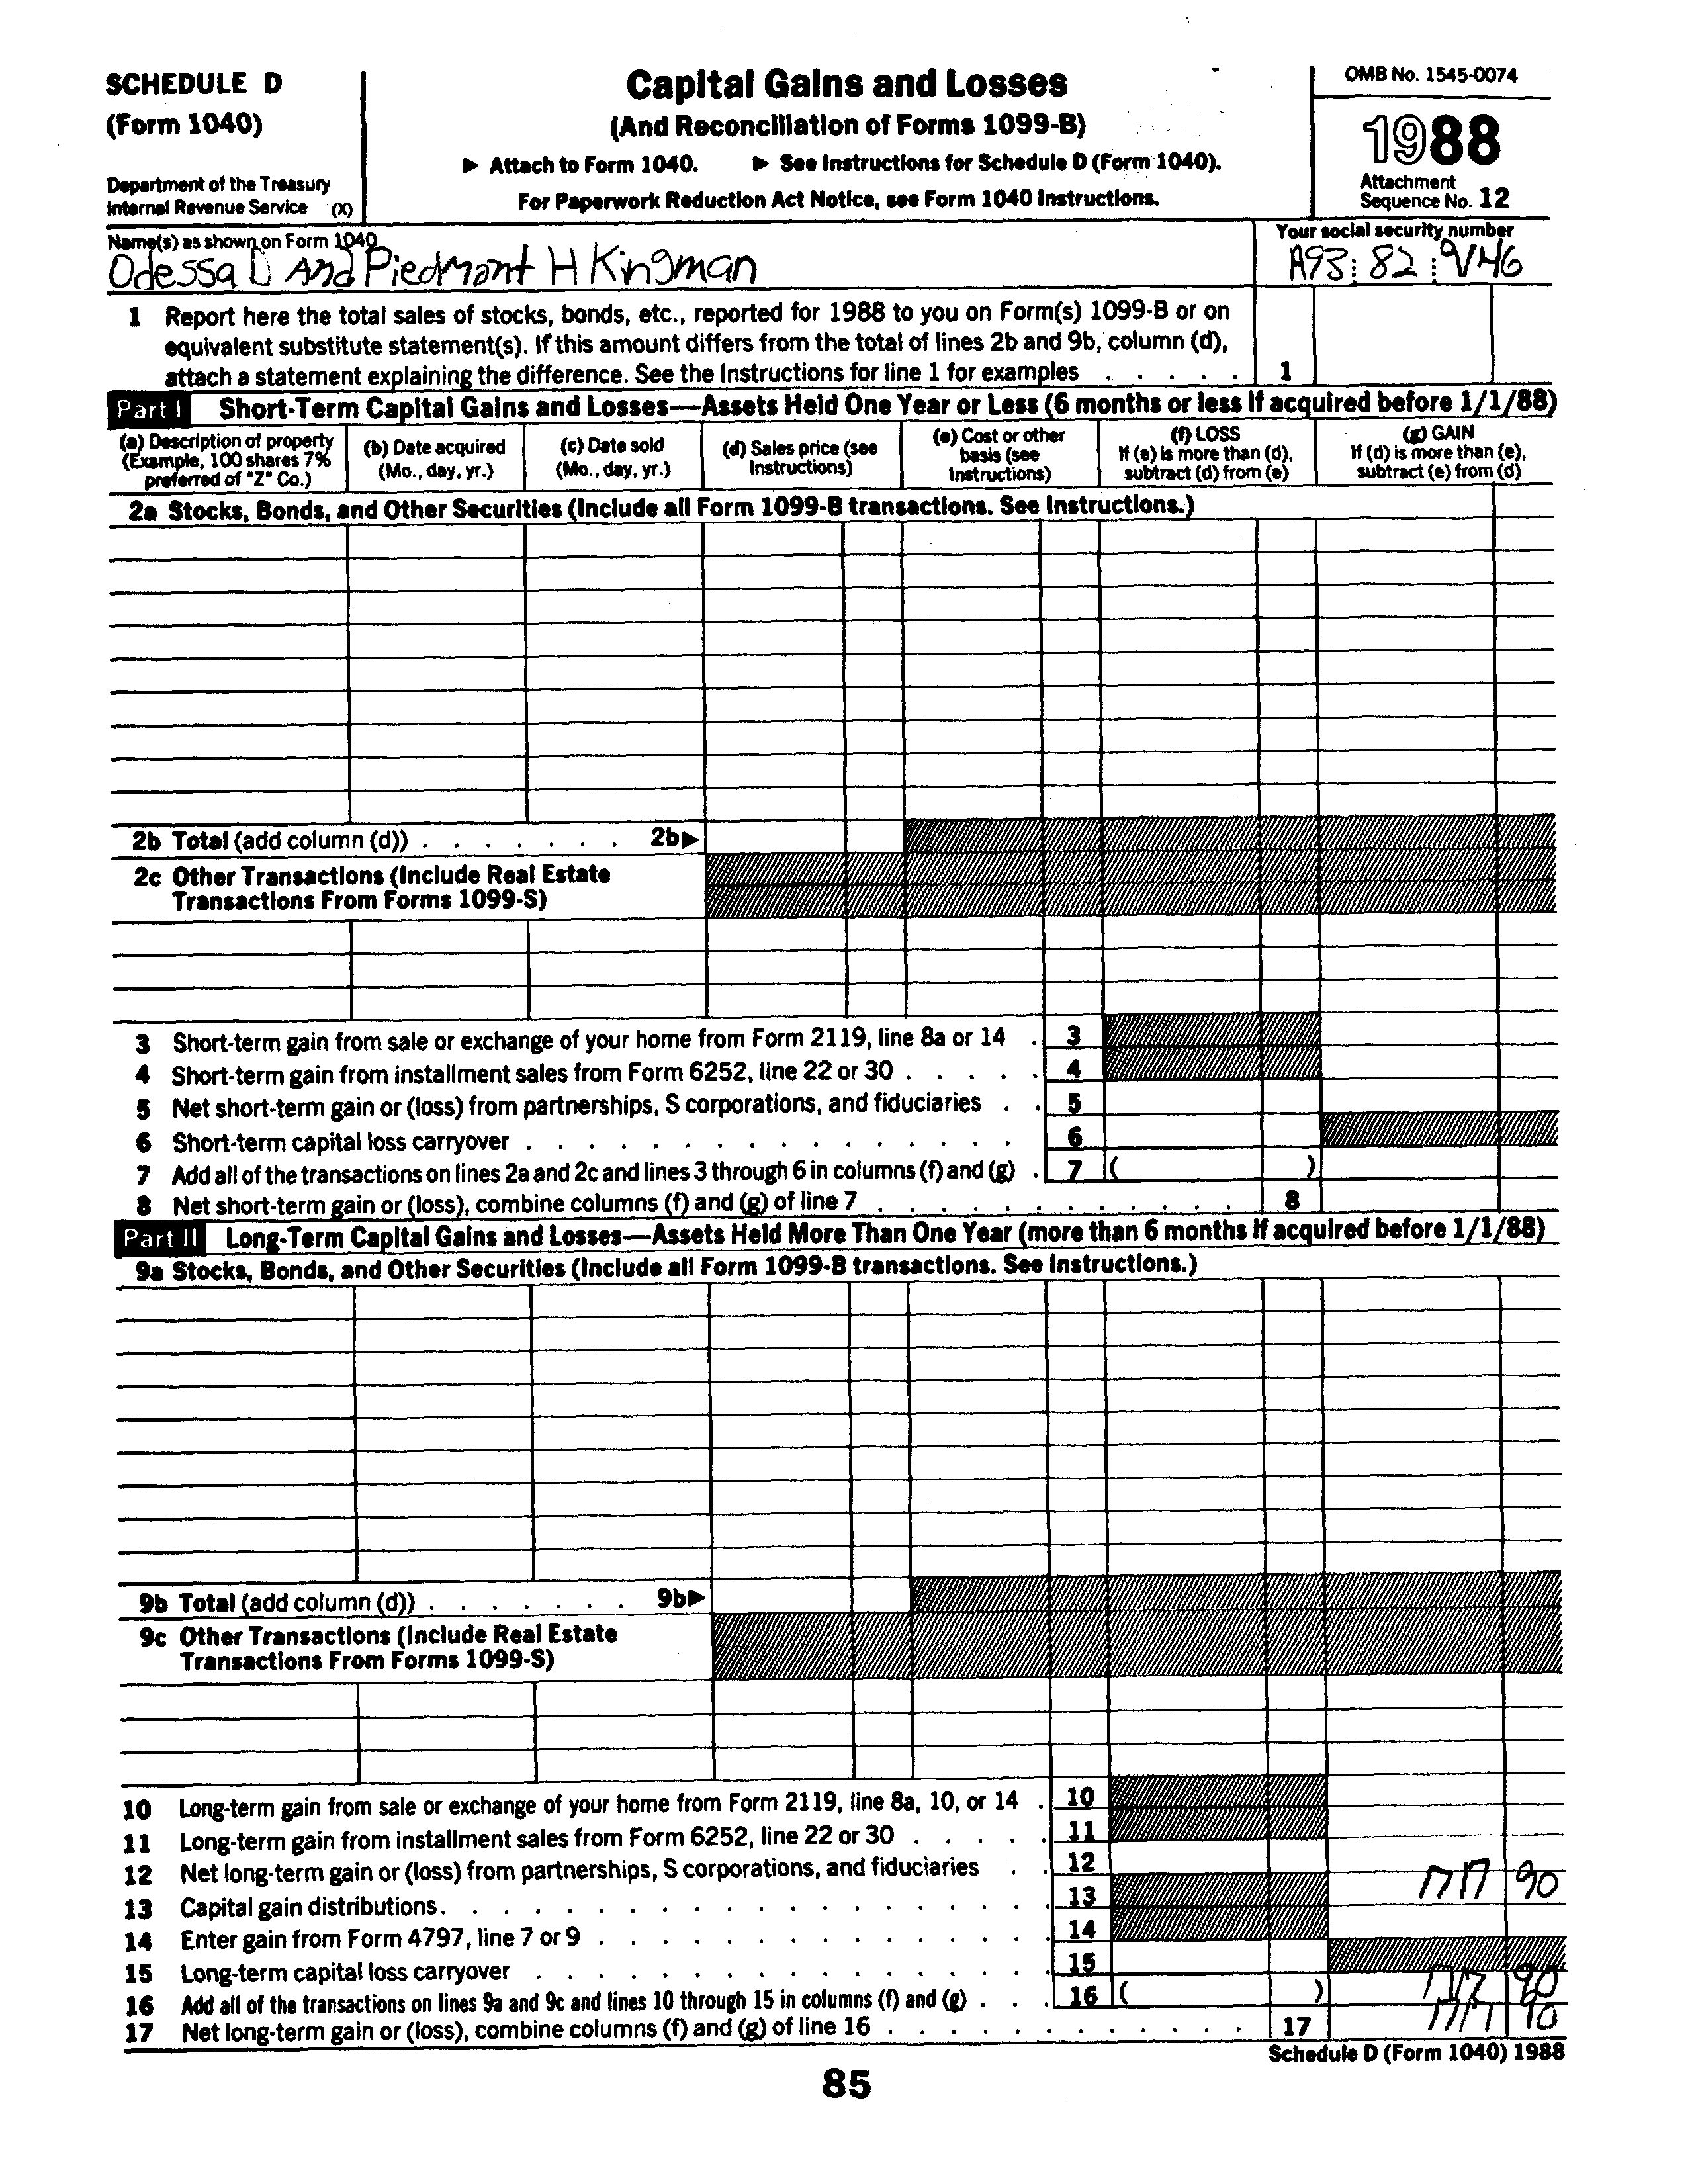 SCHEDULE D
(Form 1040)
Department of the Treasury
Internal Revenue Service (X)
Capital Gains and Losses
(And Reconciliation of Forms 1099-B)
▶ Attach to Form 1040. ▶ See Instructions for Schedule D (Form 1040).
For Paperwork Reduction Act Notice, see Form 1040 Instructions.
OMB No. 1545-0074
1988
Attachment
Sequence No. 12
Name(s) as shown on Form 1040
Odessa D And Piedmont H Kingman
Your social security number
A93: 82 :9146
1 Report here the total sales of stocks, bonds, etc., reported for 1988 to you on Form(s) 1099-B or on
equivalent substitute statement(s). If this amount differs from the total of lines 2b and 9b, column (d),
attach a statement explaining the difference. See the Instructions for line 1 for examples . . . . . 1
Part I Short-Term Capital Gains and Losses—Assets Held One Year or Less (6 months or less if acquired before 1/1/88)
(a) Description of property
(Example, 100 shares 7%
preferred of "Z" Co.)
(b) Date acquired
(Mo., day, yr.)
(c) Date sold
(Mo., day, yr.)
(d) Sales price (see
Instructions)
(e) Cost or other
basis (see
Instructions)
(f) LOSS
If (e) is more than (d),
subtract (d) from (e)
(g) GAIN
If (d) is more than (e),
subtract (e) from (d)
2a Stocks, Bonds, and Other Securities (Include all Form 1099-B transactions. See Instructions.)
2b Total (add column (d)) . . . . . . . 2b▶
2c Other Transactions (Include Real Estate
Transactions From Forms 1099-S)
3 Short-term gain from sale or exchange of your home from Form 2119, line 8a or 14 . 3
4 Short-term gain from installment sales from Form 6252, line 22 or 30 . . . . . 4
5 Net short-term gain or (loss) from partnerships, S corporations, and fiduciaries . . 5
6 Short-term capital loss carryover . . . . . . . . . . . . . . . . 6
7 Add all of the transactions on lines 2a and 2c and lines 3 through 6 in columns (f) and (g) . 7 ( )
8 Net short-term gain or (loss), combine columns (f) and (g) of line 7 . . . . . . . . . . 8
Part II Long-Term Capital Gains and Losses—Assets Held More Than One Year (more than 6 months if acquired before 1/1/88)
9a Stocks, Bonds, and Other Securities (Include all Form 1099-B transactions. See Instructions.)
9b Total (add column (d)) . . . . . . . 9b▶
9c Other Transactions (Include Real Estate
Transactions From Forms 1099-S)
10 Long-term gain from sale or exchange of your home from Form 2119, line 8a, 10, or 14 . 10
11 Long-term gain from installment sales from Form 6252, line 22 or 30 . . . . . 11
12 Net long-term gain or (loss) from partnerships, S corporations, and fiduciaries . . 12
13 Capital gain distributions. . . . . . . . . . . . . . . . . . . . 13 90
14 Enter gain from Form 4797, line 7 or 9 . . . . . . . . . . . . . . . 14
15 Long-term capital loss carryover . . . . . . . . . . . . . . . . . 15
16 Add all of the transactions on lines 9a and 9c and lines 10 through 15 in columns (f) and (g) . . . 16 ( ) 90
17 Net long-term gain or (loss), combine columns (f) and (g) of line 16 . . . . . . . . . . . . 17 90
Schedule D (Form 1040) 1988
85